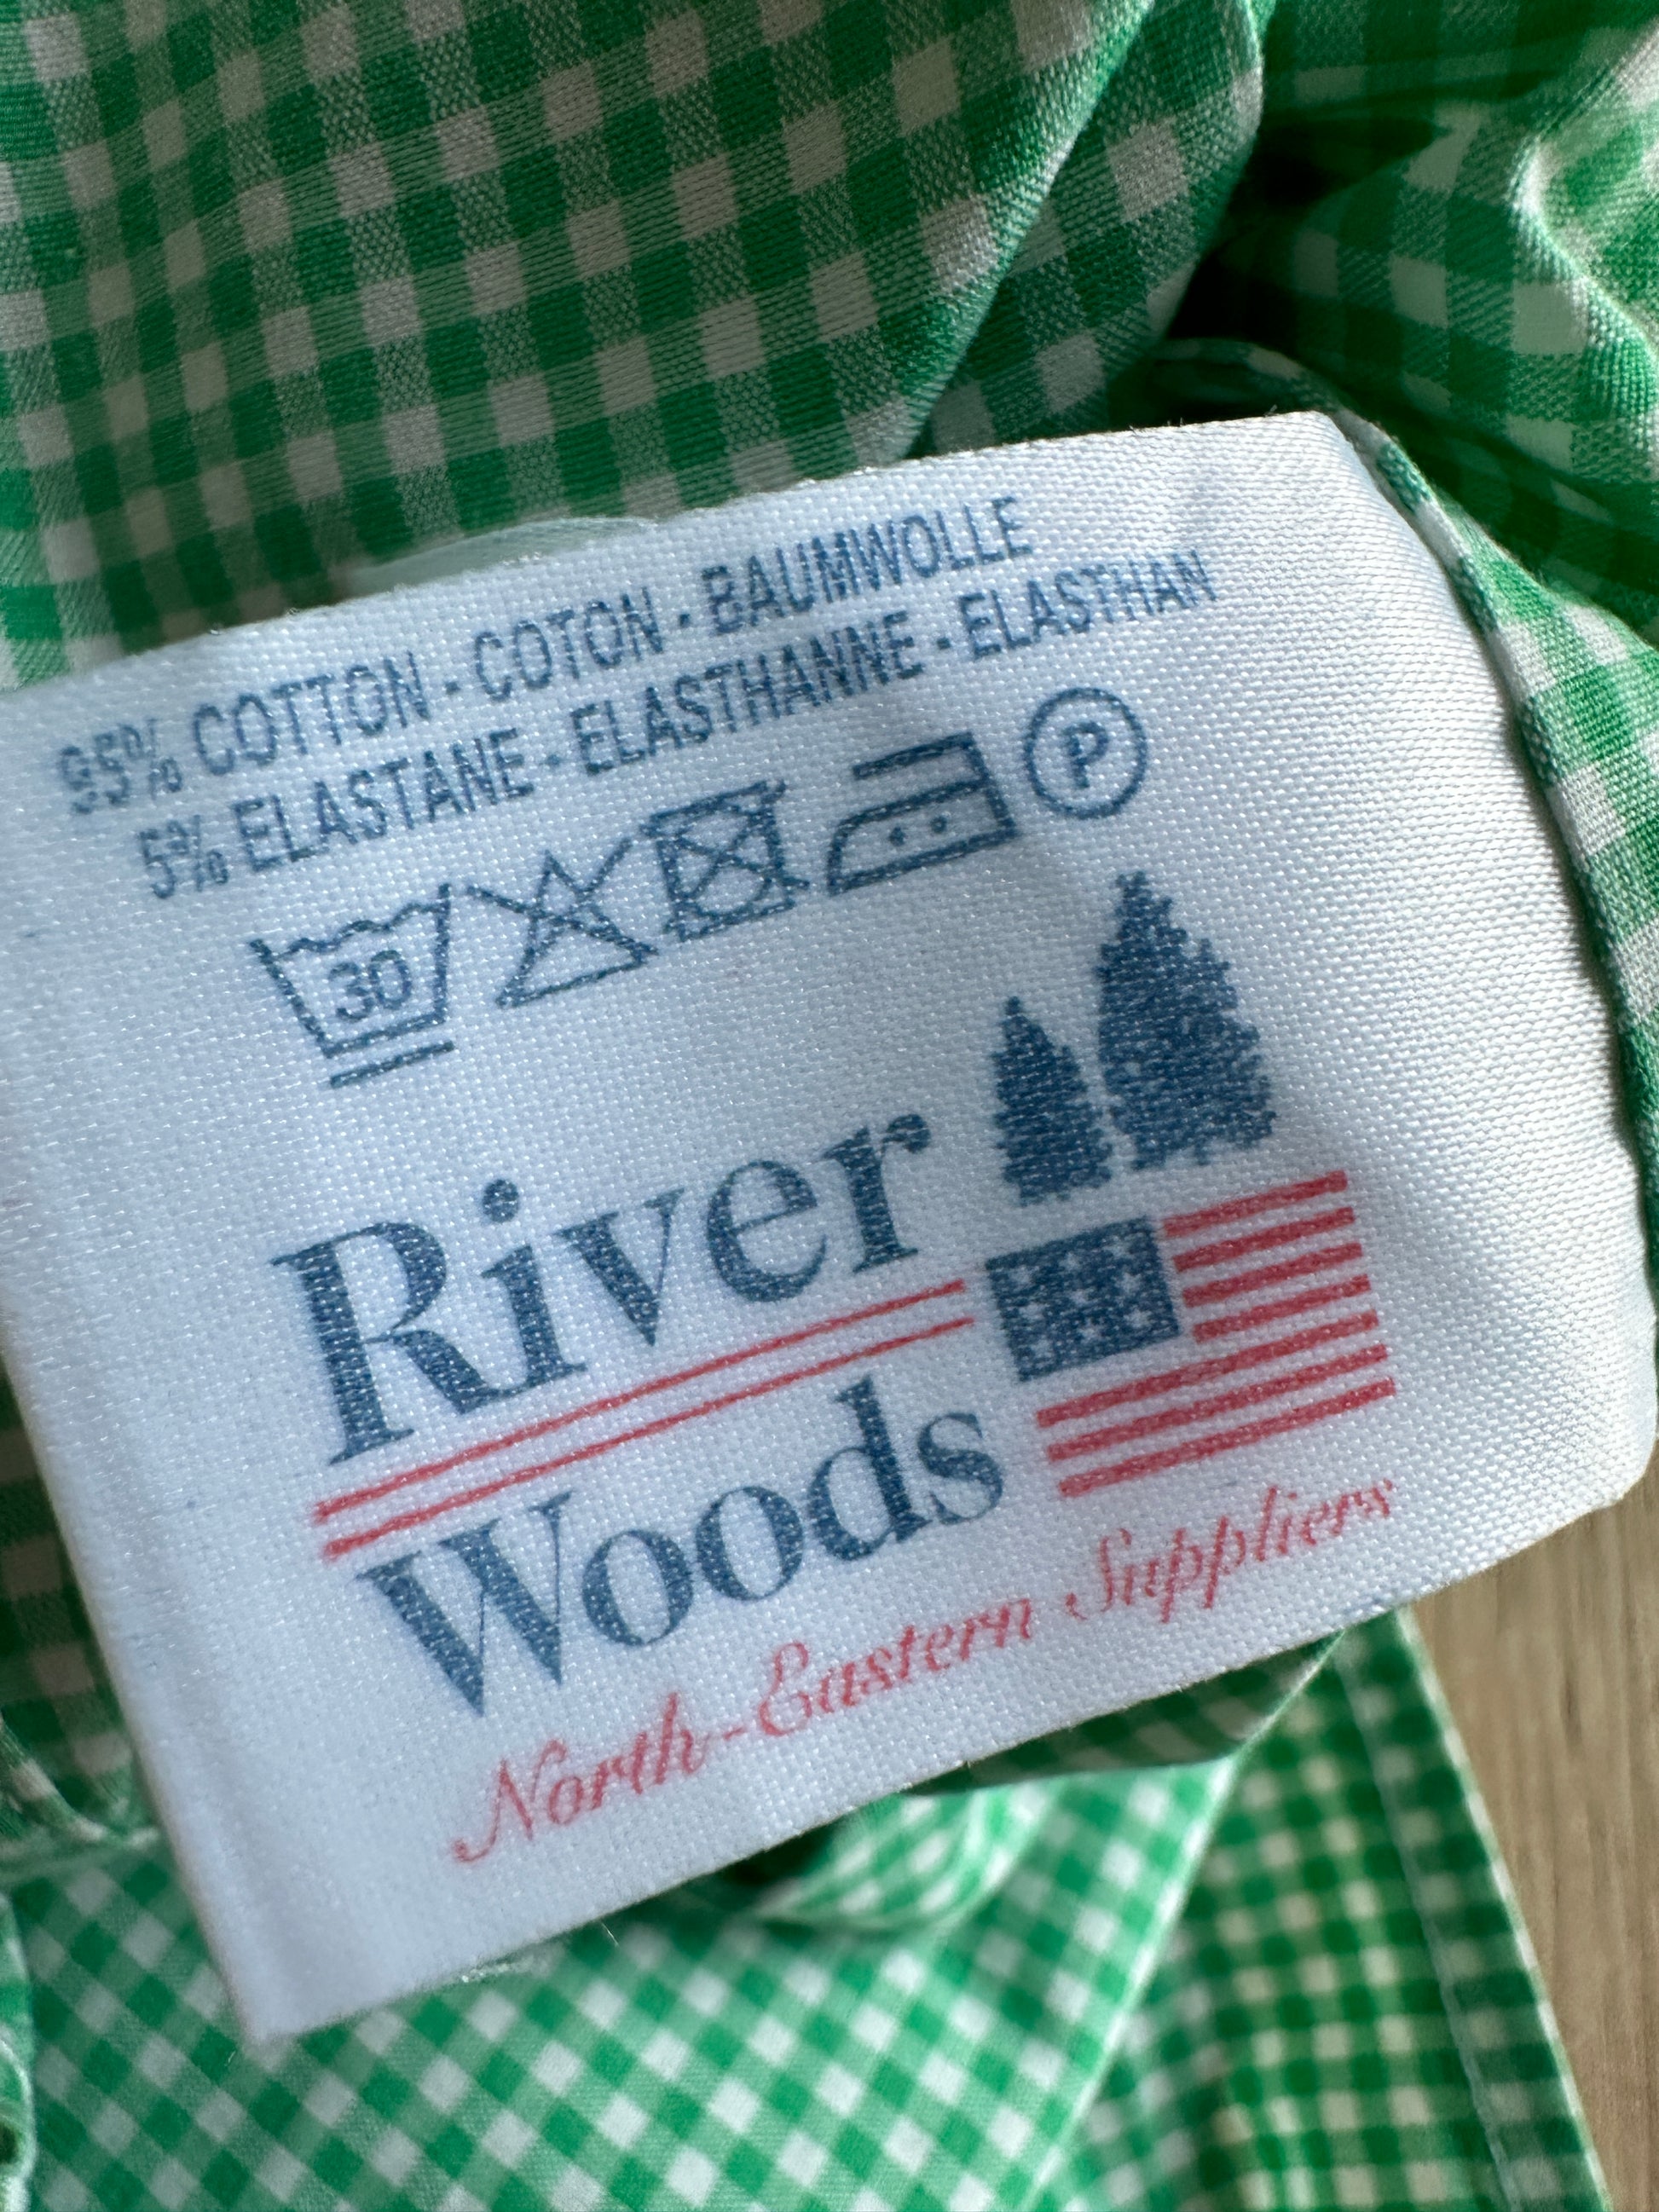 95% COTTON - COTON - BAUMWOLLE
5% ELASTANE - ELASTHANNE - ELASTHAN
30
P
River
Woods
North-Eastern Suppliers